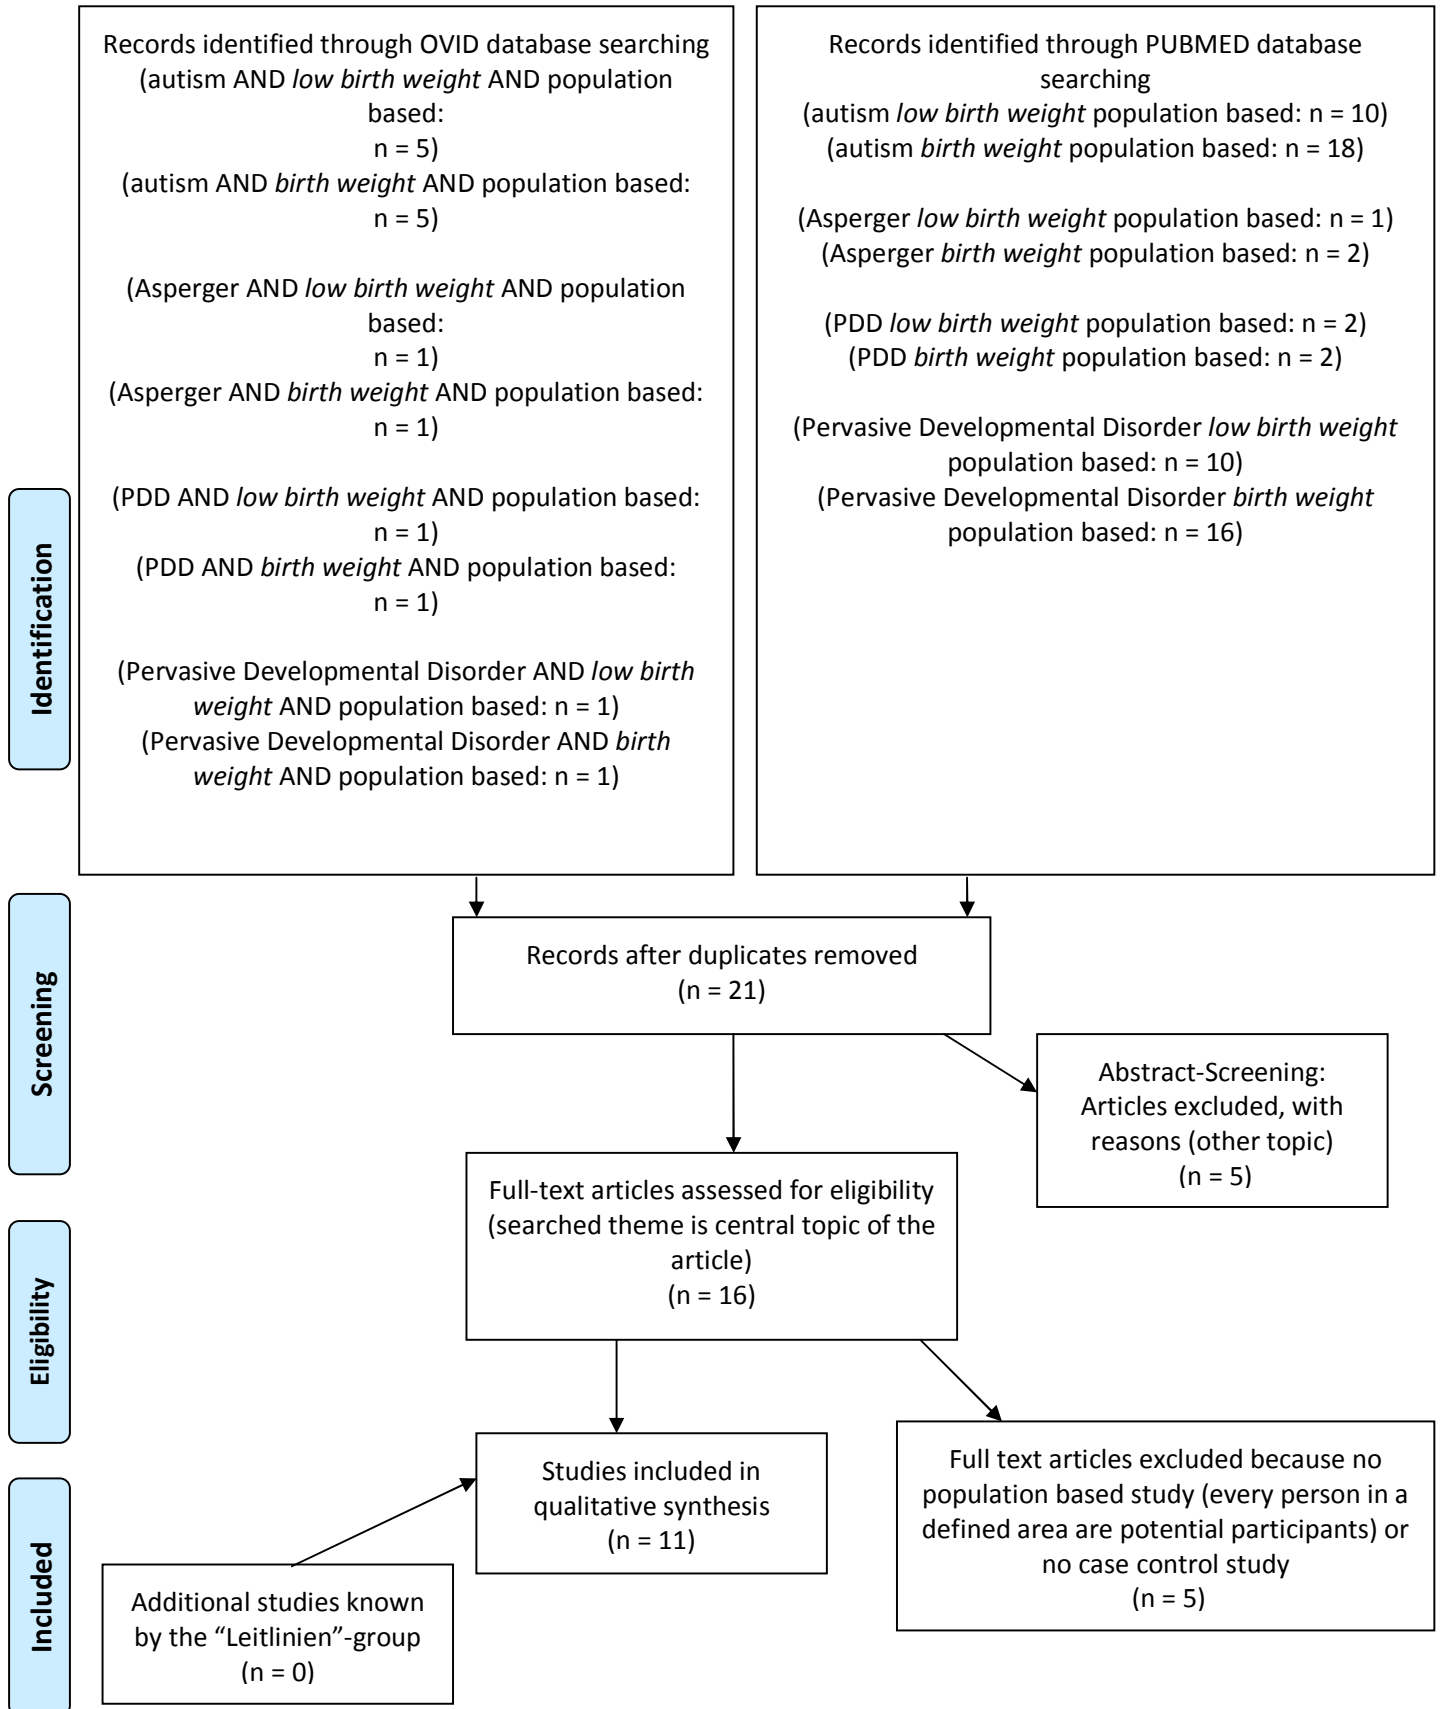 Records identified through OVID database searching
(autism AND low birth weight AND population
based:
n = 5)
(autism AND birth weight AND population based:
n = 5)
(Asperger AND low birth weight AND population
based:
n = 1)
(Asperger AND birth weight AND population based:
n = 1)
(PDD AND low birth weight AND population based:
n = 1)
(PDD AND birth weight AND population based:
n = 1)
(Pervasive Developmental Disorder AND low birth
weight AND population based: n = 1)
(Pervasive Developmental Disorder AND birth
weight AND population based: n = 1)
Records identified through PUBMED database
searching
(autism low birth weight population based: n = 10)
(autism birth weight population based: n = 18)
(Asperger low birth weight population based: n = 1)
(Asperger birth weight population based: n = 2)
(PDD low birth weight population based: n = 2)
(PDD birth weight population based: n = 2)
(Pervasive Developmental Disorder low birth weight
population based: n = 10)
(Pervasive Developmental Disorder birth weight
population based: n = 16)
Identification
Screening
Records after duplicates removed
(n = 21)
Abstract-Screening:
Articles excluded, with
reasons (other topic)
(n = 5)
Full-text articles assessed for eligibility
(searched theme is central topic of the
article)
(n = 16)
Eligibility
Studies included in
qualitative synthesis
(n = 11)
Full text articles excluded because no
population based study (every person in a
defined area are potential participants) or
no case control study
(n = 5)
Included
Additional studies known
by the “Leitlinien”-group
(n = 0)